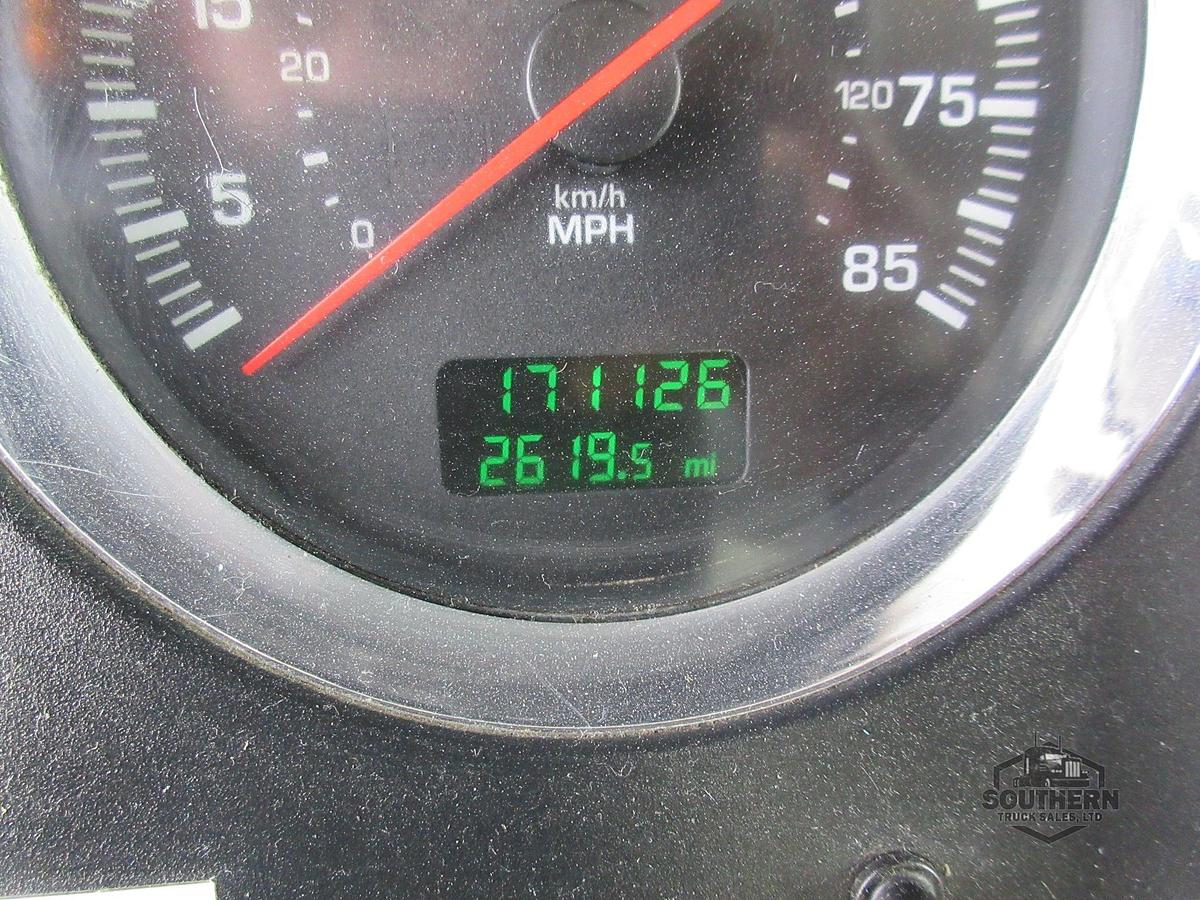 15
20
5
0
km/h
MPH
120 75
85
171126
2619.5 mi
SOUTHERN
TRUCK SALES, LTD